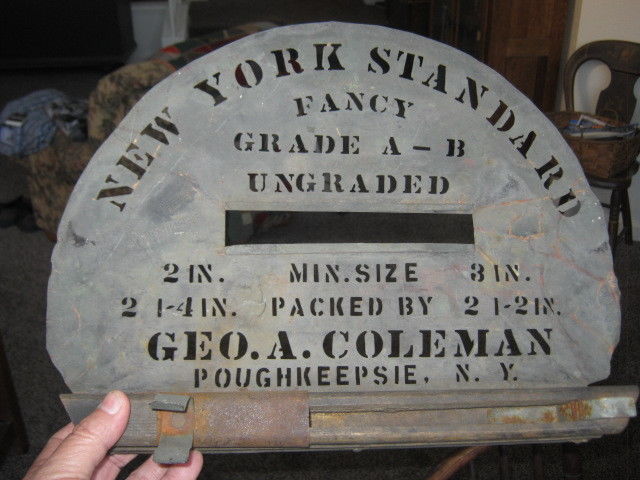 NEW YORK STANDARD
FANCY
GRADE A – B
UNGRADED
2 IN. MIN. SIZE 3 IN.
2 1-4 IN. PACKED BY 2 1-2 IN.
GEO. A. COLEMAN
POUGHKEEPSIE, N. Y.